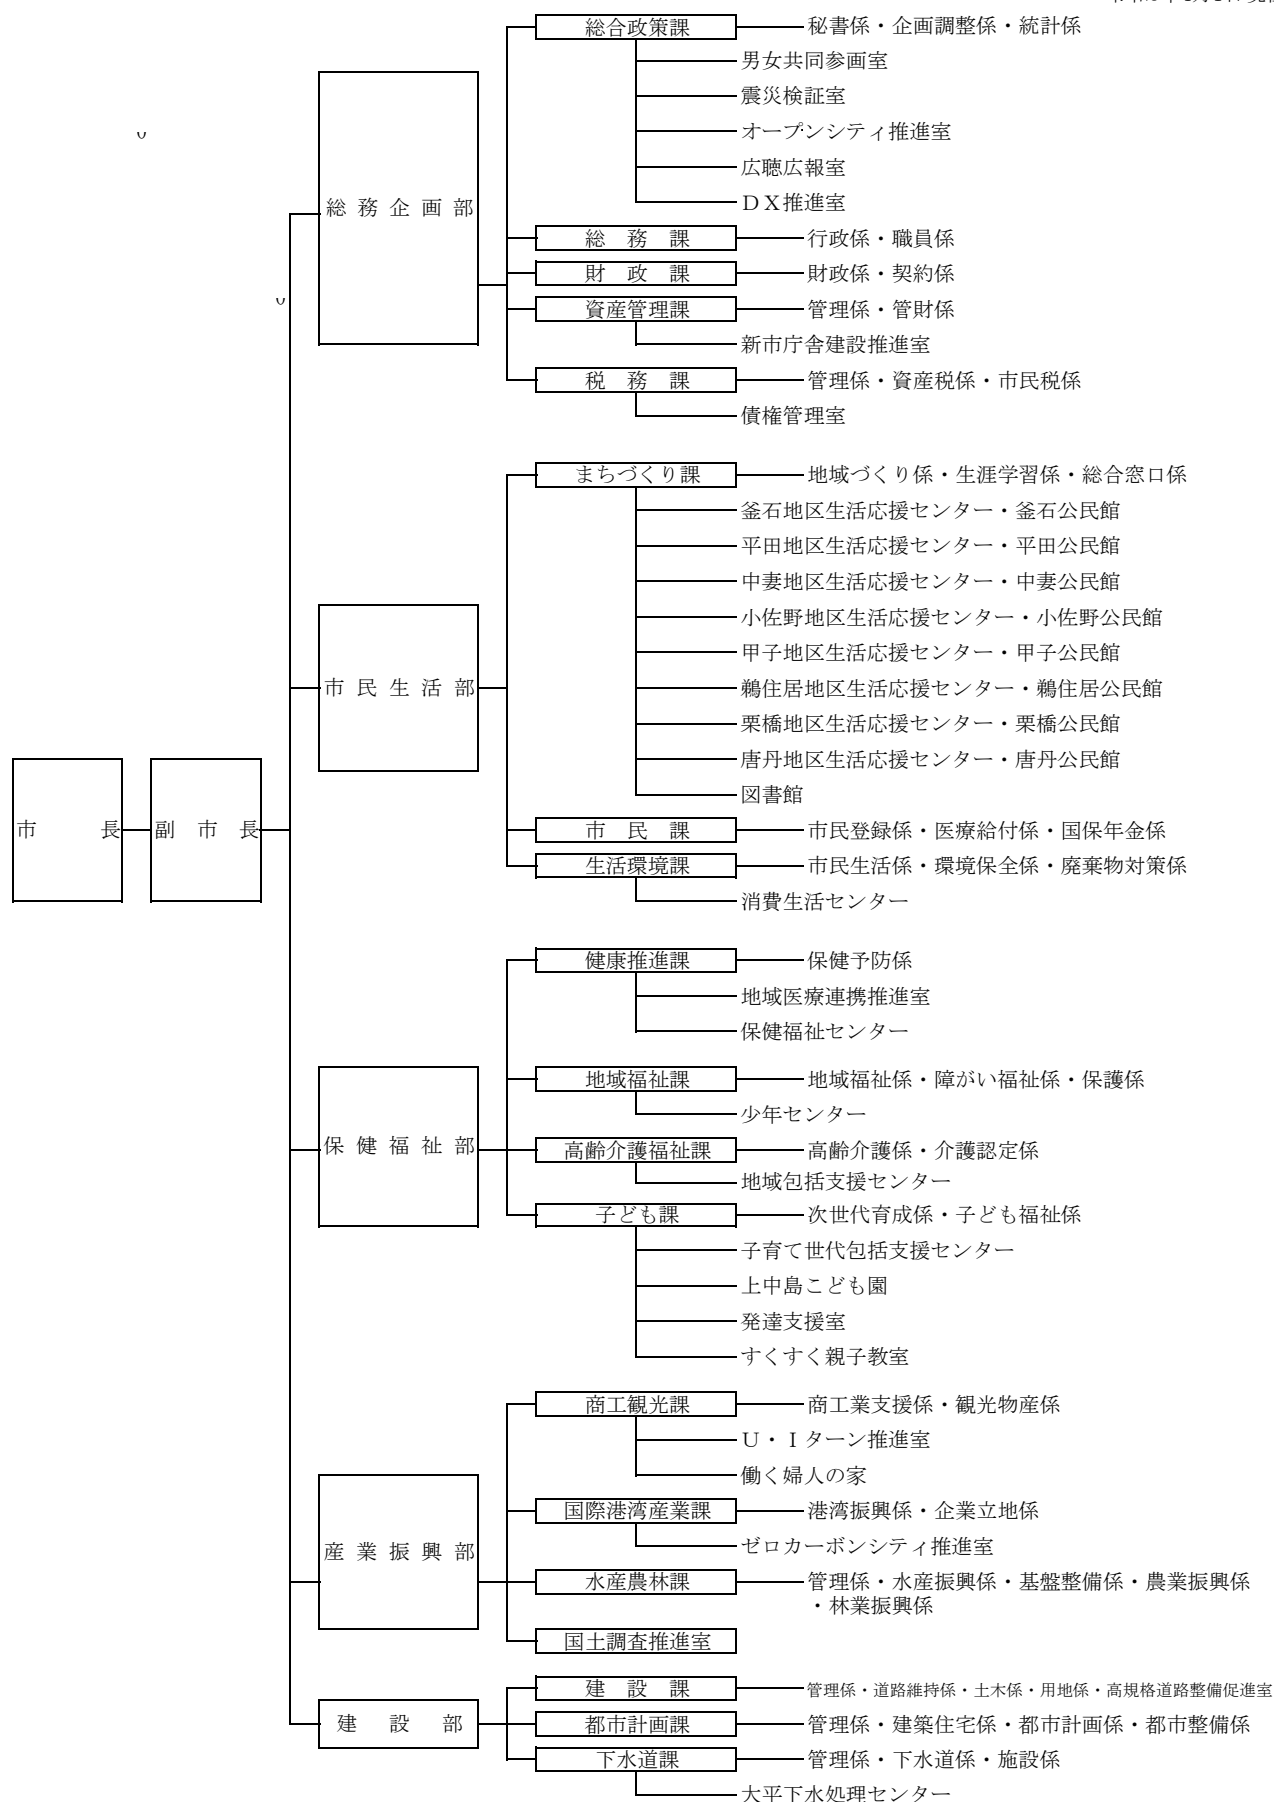 総合政策課 秘書係・企画調整係・統計係
男女共同参画室
震災検証室
オープンシティ推進室
広聴広報室
ＤＸ推進室
総務企画部
総務課 行政係・職員係
財政課 財政係・契約係
資産管理課 管理係・管財係
新市庁舎建設推進室
税務課 管理係・資産税係・市民税係
債権管理室
まちづくり課 地域づくり係・生涯学習係・総合窓口係
釜石地区生活応援センター・釜石公民館
平田地区生活応援センター・平田公民館
中妻地区生活応援センター・中妻公民館
小佐野地区生活応援センター・小佐野公民館
甲子地区生活応援センター・甲子公民館
市民生活部
鵜住居地区生活応援センター・鵜住居公民館
栗橋地区生活応援センター・栗橋公民館
唐丹地区生活応援センター・唐丹公民館
図書館
市長 副市長
市民課 市民登録係・医療給付係・国保年金係
生活環境課 市民生活係・環境保全係・廃棄物対策係
消費生活センター
健康推進課 保健予防係
地域医療連携推進室
保健福祉センター
地域福祉課 地域福祉係・障がい福祉係・保護係
少年センター
保健福祉部
高齢介護福祉課 高齢介護係・介護認定係
地域包括支援センター
子ども課 次世代育成係・子ども福祉係
子育て世代包括支援センター
上中島こども園
発達支援室
すくすく親子教室
商工観光課 商工業支援係・観光物産係
Ｕ・Ｉターン推進室
働く婦人の家
国際港湾産業課 港湾振興係・企業立地係
ゼロカーボンシティ推進室
産業振興部
水産農林課 管理係・水産振興係・基盤整備係・農業振興係
・林業振興係
国土調査推進室
建設課 管理係・道路維持係・土木係・用地係・高規格道路整備促進室
建設部
都市計画課 管理係・建築住宅係・都市計画係・都市整備係
下水道課 管理係・下水道係・施設係
大平下水処理センター